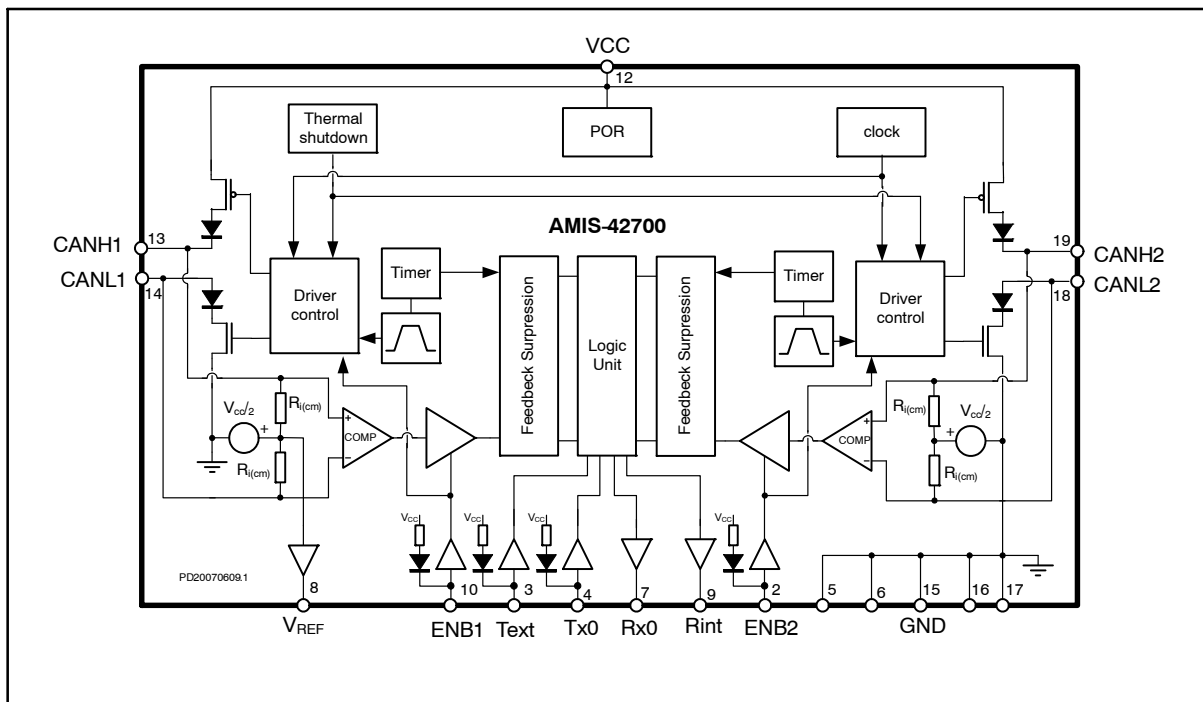 VCC
12
Thermal
shutdown
POR
clock
AMIS-42700
CANH1
13
CANL1
14
19
CANH2
18
CANL2
Timer
Driver
control
Feedbeck Surpression
Logic
Unit
Feedbeck Surpression
Timer
Driver
control
Ri(cm)
Vcc/2
+
Ri(cm)
+
COMP
−
Ri(cm)
Vcc/2
+
Ri(cm)
+
COMP
−
VCC
VCC
VCC
VCC
PD20070609.1
8
10
3
4
7
9
2
5
6
15
16
17
VREF
ENB1
Text
Tx0
Rx0
Rint
ENB2
GND